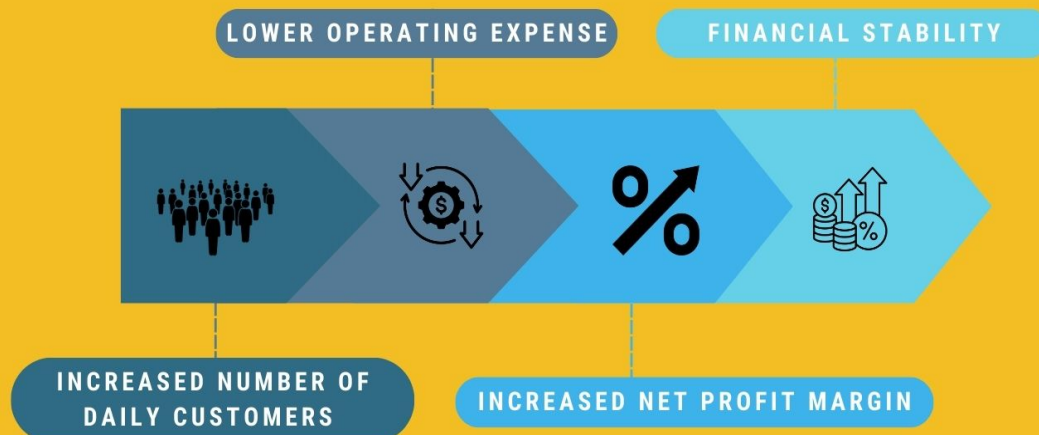 LOWER OPERATING EXPENSE
FINANCIAL STABILITY
$
$
%
%
INCREASED NUMBER OF
DAILY CUSTOMERS
INCREASED NET PROFIT MARGIN